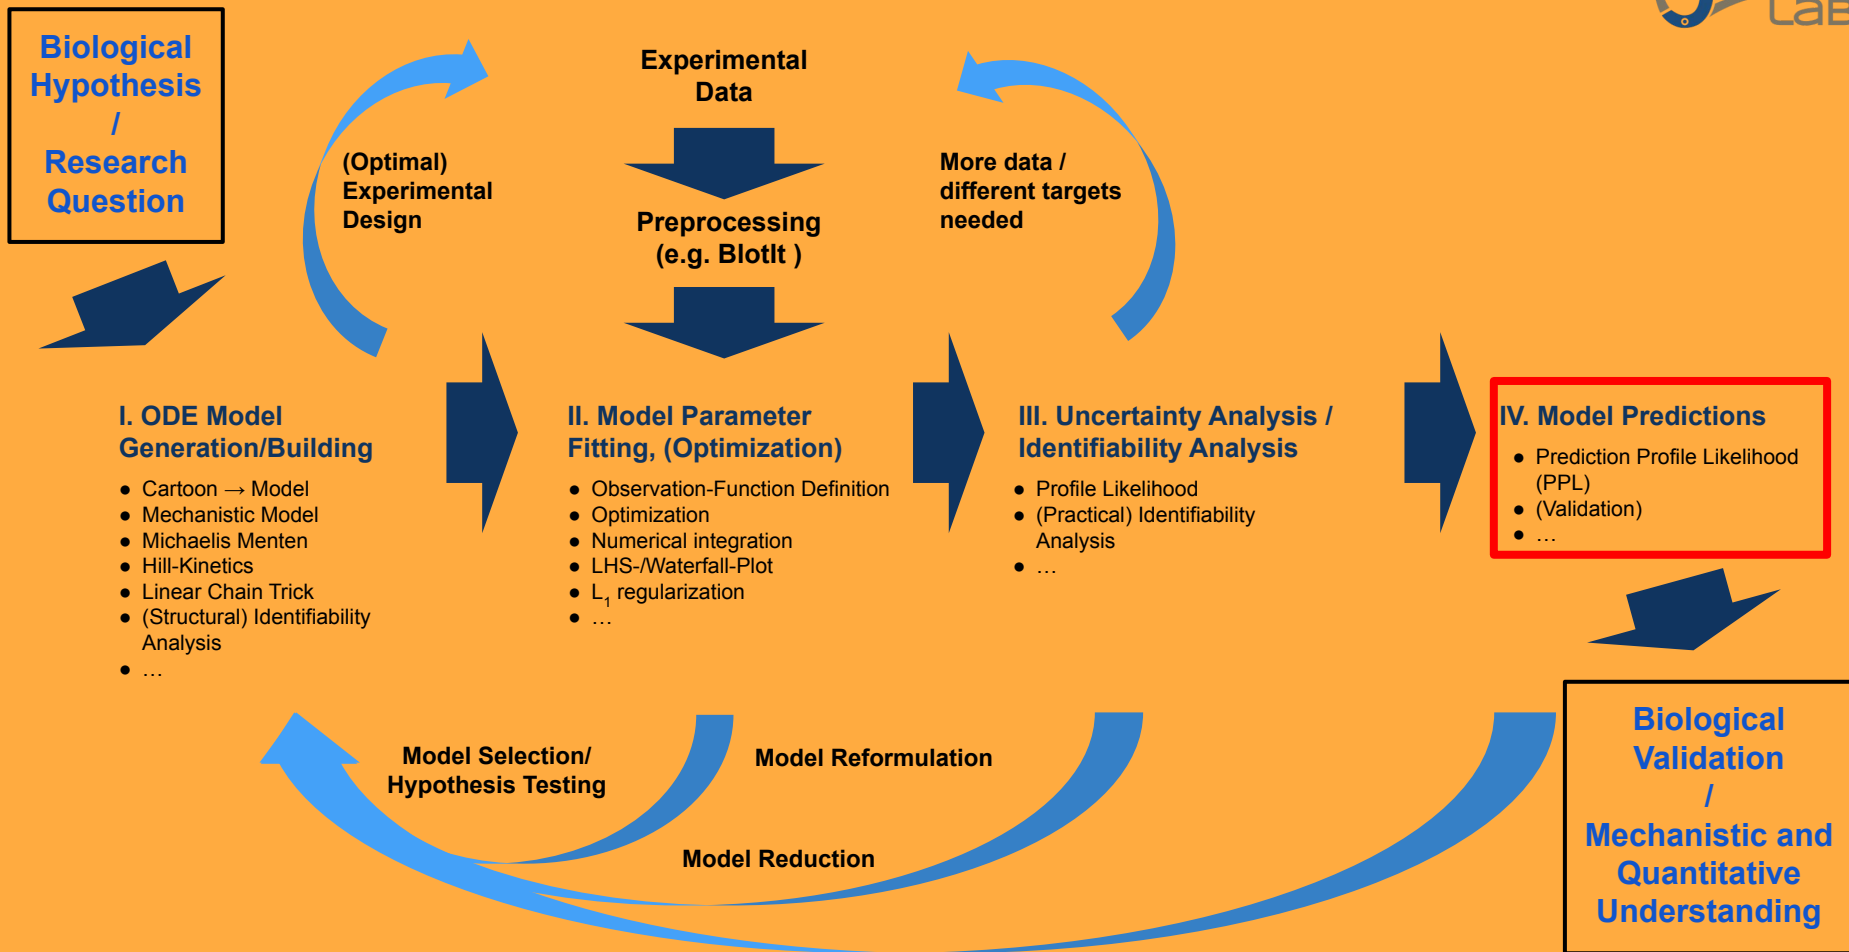 LaB
Biological
Hypothesis
/
Research
Question
Experimental
Data
(Optimal)
Experimental
Design
More data /
different targets
needed
Preprocessing
(e.g. BlotIt )
I. ODE Model
Generation/Building
● Cartoon → Model
● Mechanistic Model
● Michaelis Menten
● Hill-Kinetics
● Linear Chain Trick
● (Structural) Identifiability
Analysis
● …
II. Model Parameter
Fitting, (Optimization)
● Observation-Function Definition
● Optimization
● Numerical integration
● LHS-/Waterfall-Plot
● L₁ regularization
● …
III. Uncertainty Analysis /
Identifiability Analysis
● Profile Likelihood
● (Practical) Identifiability
Analysis
● …
IV. Model Predictions
● Prediction Profile Likelihood
(PPL)
● (Validation)
● …
Model Selection/
Hypothesis Testing
Model Reformulation
Model Reduction
Biological
Validation
/
Mechanistic and
Quantitative
Understanding